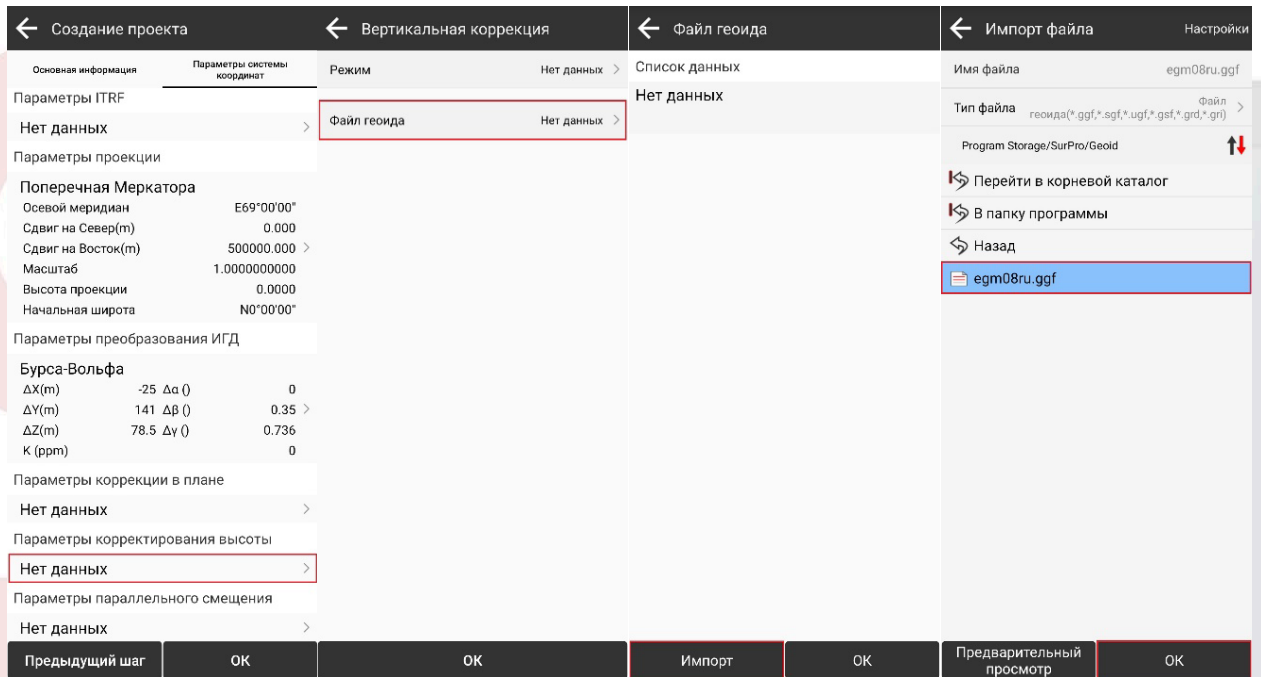 Создание проекта
Основная информация
Параметры системы
координат
Параметры ITRF
Нет данных
Параметры проекции
Поперечная Меркатора
Осевой меридиан E69°00'00"
Сдвиг на Север(m) 0.000
Сдвиг на Восток(m) 500000.000
Масштаб 1.0000000000
Высота проекции 0.0000
Начальная широта N0°00'00"
Параметры преобразования ИГД
Бурса-Вольфа
ΔX(m) -25 Δα () 0
ΔY(m) 141 Δβ () 0.35
ΔZ(m) 78.5 Δγ () 0.736
K (ppm) 0
Параметры коррекции в плане
Нет данных
Параметры корректирования высоты
Нет данных
Параметры параллельного смещения
Нет данных
Предыдущий шаг
ОК
Вертикальная коррекция
Режим Нет данных
Файл геоида Нет данных
ОК
Файл геоида
Список данных
Нет данных
Импорт
ОК
Импорт файла
Настройки
Имя файла egm08ru.ggf
Тип файла Файл
геоида(*.ggf,*.sgf,*.ugf,*.gsf,*.grd,*.gri)
Program Storage/SurPro/Geoid
Перейти в корневой каталог
В папку программы
Назад
egm08ru.ggf
Предварительный
просмотр
ОК